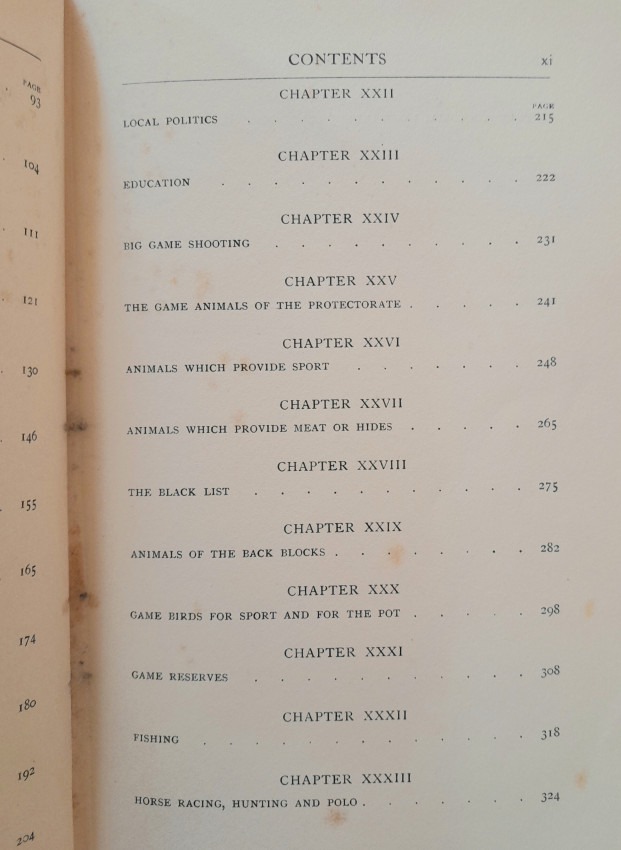 PAGE
93
104
111
121
130
146
155
165
174
180
192
204
CONTENTS xi
CHAPTER XXII
PAGE
LOCAL POLITICS . . . . . . . . . . 215
CHAPTER XXIII
EDUCATION . . . . . . . . . . . . 222
CHAPTER XXIV
BIG GAME SHOOTING . . . . . . . . . . 231
CHAPTER XXV
THE GAME ANIMALS OF THE PROTECTORATE . . . . . 241
CHAPTER XXVI
ANIMALS WHICH PROVIDE SPORT . . . . . . . 248
CHAPTER XXVII
ANIMALS WHICH PROVIDE MEAT OR HIDES . . . . . 265
CHAPTER XXVIII
THE BLACK LIST . . . . . . . . . . . 275
CHAPTER XXIX
ANIMALS OF THE BACK BLOCKS . . . . . . . . 282
CHAPTER XXX
GAME BIRDS FOR SPORT AND FOR THE POT . . . . . 298
CHAPTER XXXI
GAME RESERVES . . . . . . . . . . . 308
CHAPTER XXXII
FISHING . . . . . . . . . . . . . 318
CHAPTER XXXIII
HORSE RACING, HUNTING AND POLO . . . . . . . 324